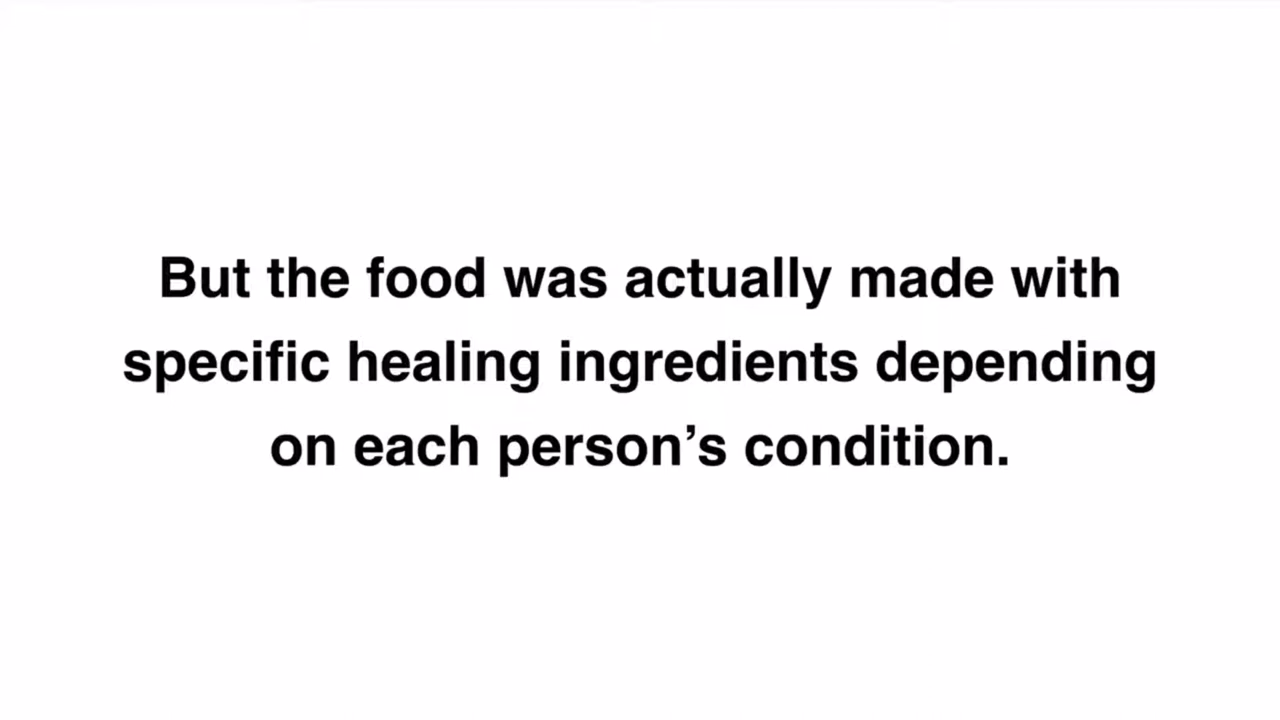 But the food was actually made with
specific healing ingredients depending
on each person’s condition.